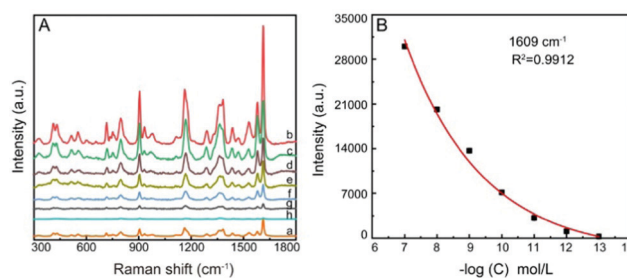 A
Intensity (a.u.)
b
c
d
e
f
g
h
a
300 600 900 1200 1500 1800
Raman shift (cm⁻¹)
B
1609 cm⁻¹
R²=0.9912
Intensity (a.u.)
35000
28000
21000
14000
7000
0
6 7 8 9 10 11 12 13
-log (C) mol/L